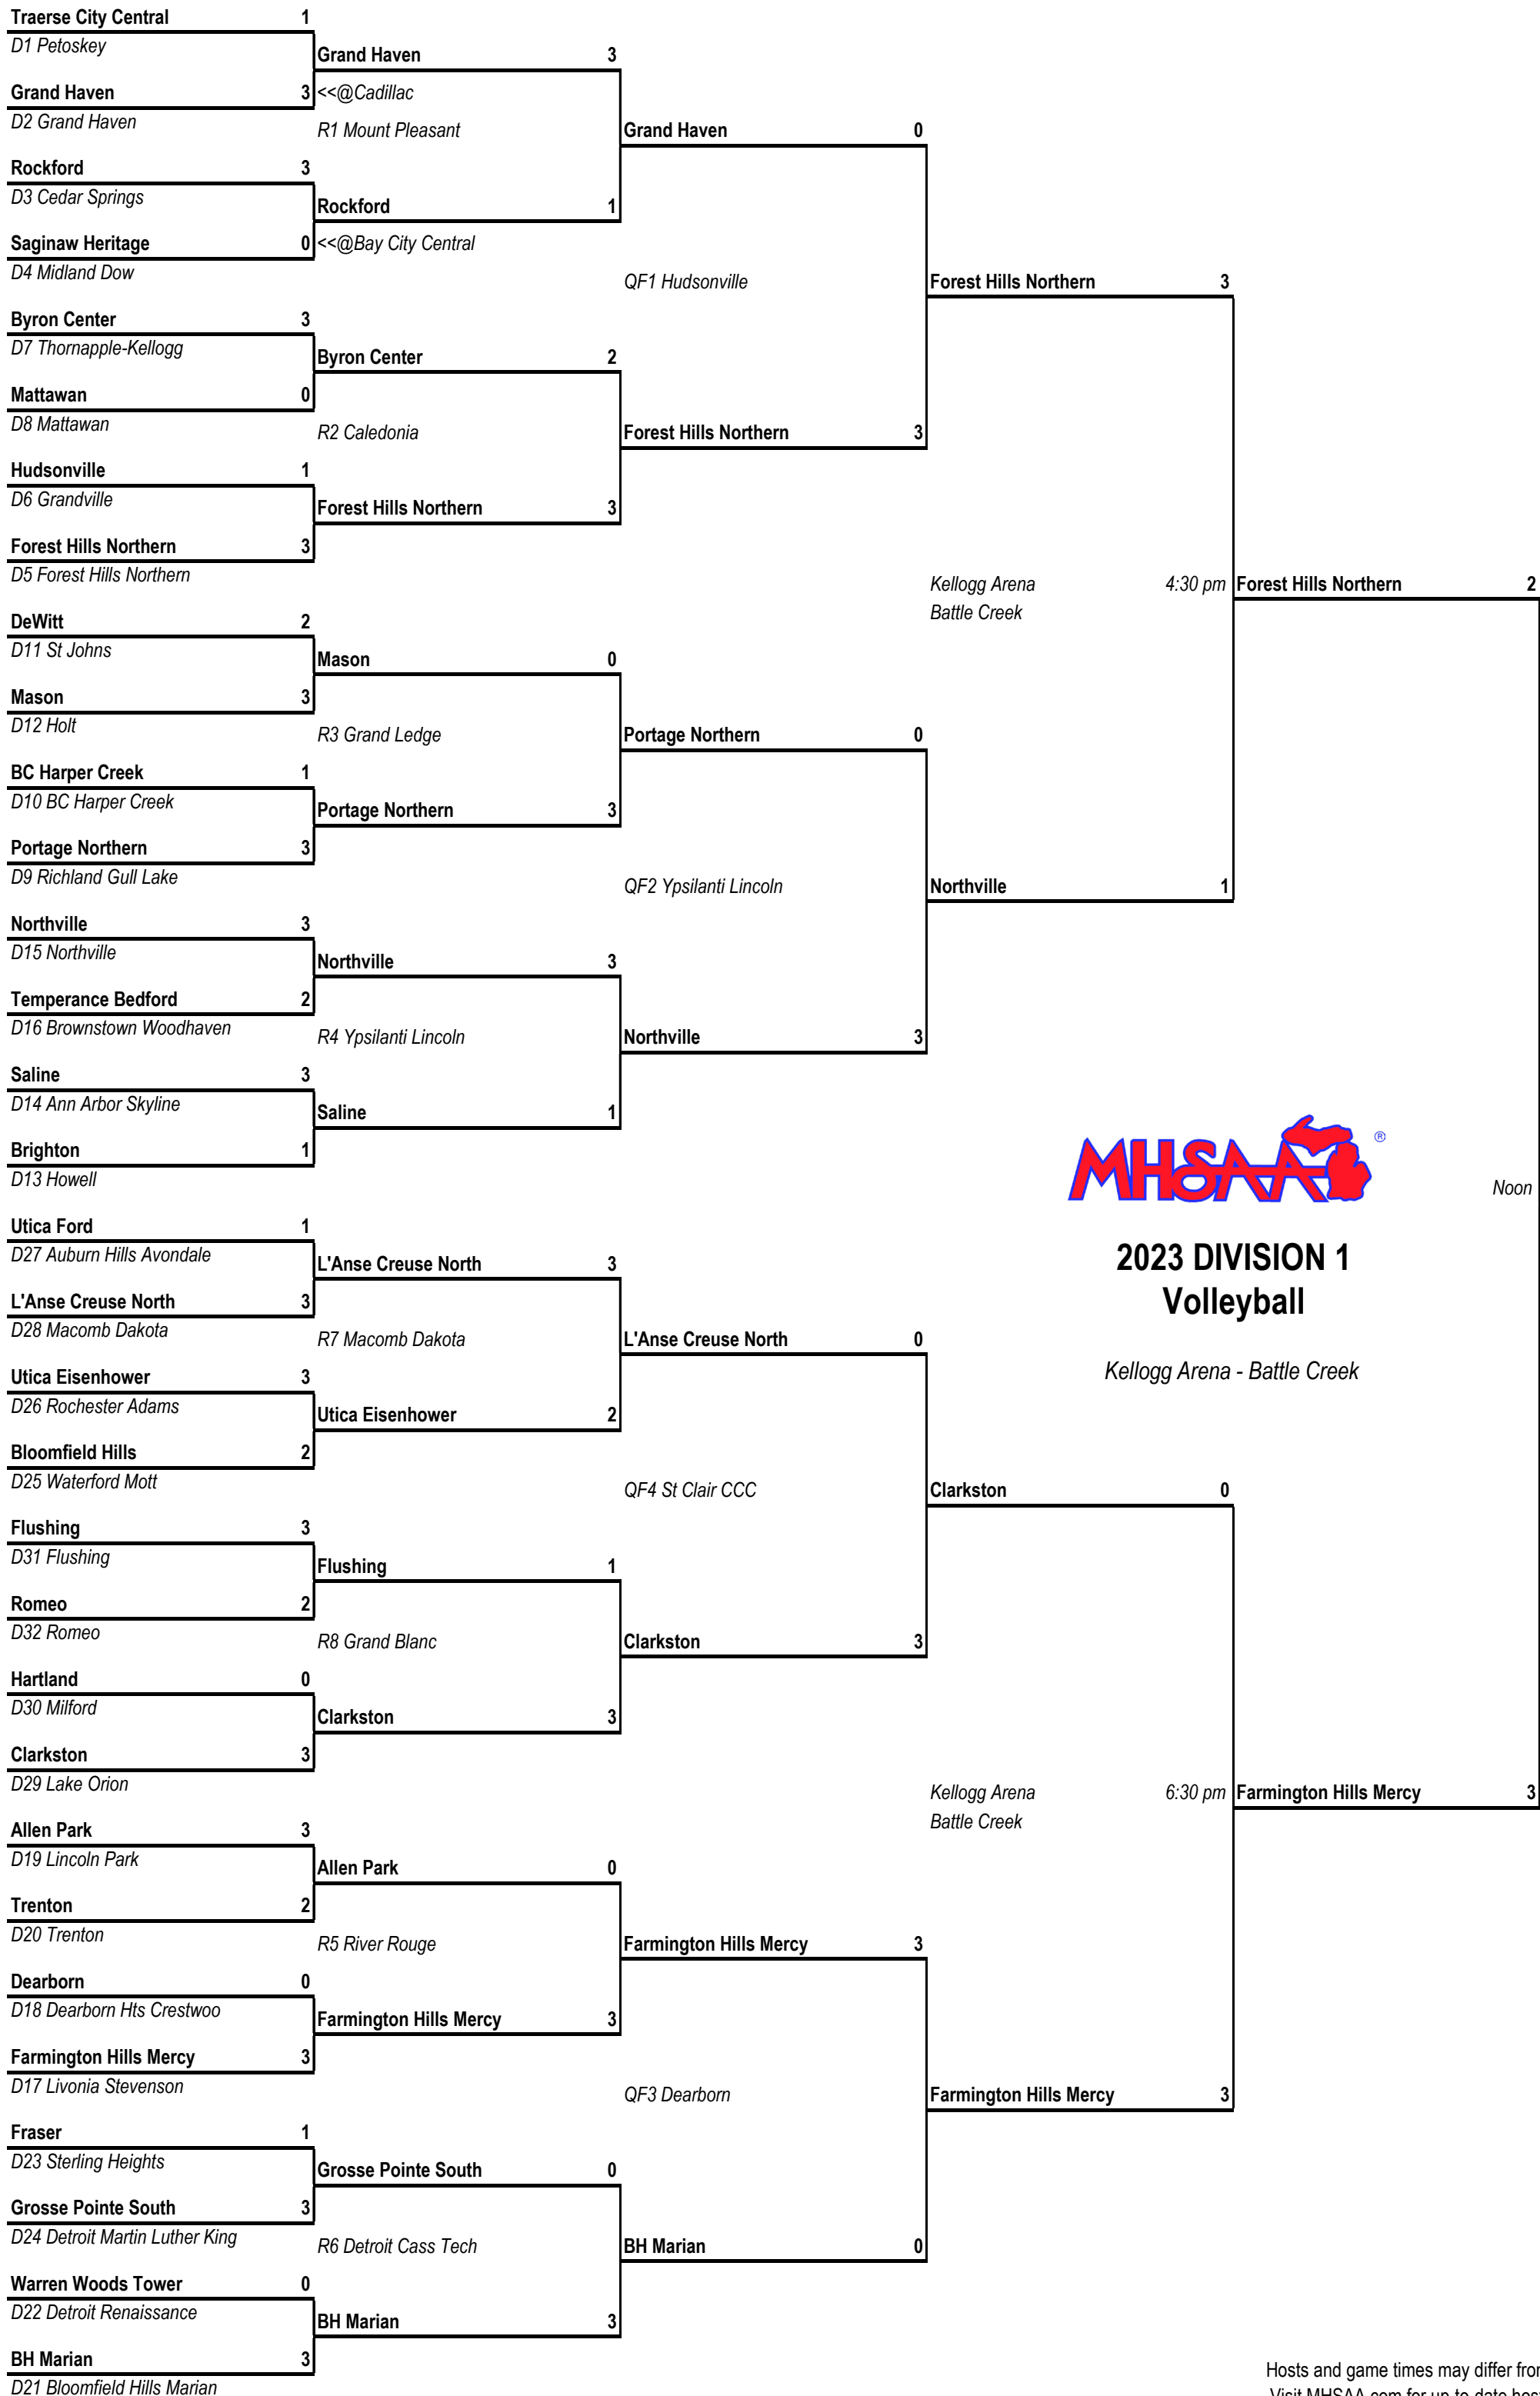 Traerse City Central 1
D1 Petoskey
Grand Haven 3
<<@Cadillac
Grand Haven 3
D2 Grand Haven
R1 Mount Pleasant
Grand Haven 0
Rockford 3
D3 Cedar Springs
Rockford 1
Saginaw Heritage 0
<<@Bay City Central
D4 Midland Dow
QF1 Hudsonville
Forest Hills Northern 3
Byron Center 3
D7 Thornapple-Kellogg
Byron Center 2
Mattawan 0
D8 Mattawan
R2 Caledonia
Forest Hills Northern 3
Hudsonville 1
D6 Grandville
Forest Hills Northern 3
Forest Hills Northern 3
D5 Forest Hills Northern
Kellogg Arena 4:30 pm
Battle Creek
Forest Hills Northern 2
DeWitt 2
D11 St Johns
Mason 0
Mason 3
D12 Holt
R3 Grand Ledge
Portage Northern 0
BC Harper Creek 1
D10 BC Harper Creek
Portage Northern 3
Portage Northern 3
D9 Richland Gull Lake
QF2 Ypsilanti Lincoln
Northville 1
Northville 3
D15 Northville
Northville 3
Temperance Bedford 2
D16 Brownstown Woodhaven
R4 Ypsilanti Lincoln
Northville 3
Saline 3
D14 Ann Arbor Skyline
Saline 1
Brighton 1
D13 Howell
MHSAA ®
Noon
2023 DIVISION 1
Volleyball
Kellogg Arena - Battle Creek
Utica Ford 1
D27 Auburn Hills Avondale
L'Anse Creuse North 3
L'Anse Creuse North 3
D28 Macomb Dakota
R7 Macomb Dakota
L'Anse Creuse North 0
Utica Eisenhower 3
D26 Rochester Adams
Utica Eisenhower 2
Bloomfield Hills 2
D25 Waterford Mott
QF4 St Clair CCC
Clarkston 0
Flushing 3
D31 Flushing
Flushing 1
Romeo 2
D32 Romeo
R8 Grand Blanc
Clarkston 3
Hartland 0
D30 Milford
Clarkston 3
Clarkston 3
D29 Lake Orion
Kellogg Arena 6:30 pm
Battle Creek
Farmington Hills Mercy 3
Allen Park 3
D19 Lincoln Park
Allen Park 0
Trenton 2
D20 Trenton
R5 River Rouge
Farmington Hills Mercy 3
Dearborn 0
D18 Dearborn Hts Crestwoo
Farmington Hills Mercy 3
Farmington Hills Mercy 3
D17 Livonia Stevenson
QF3 Dearborn
Farmington Hills Mercy 3
Fraser 1
D23 Sterling Heights
Grosse Pointe South 0
Grosse Pointe South 3
D24 Detroit Martin Luther King
R6 Detroit Cass Tech
BH Marian 0
Warren Woods Tower 0
D22 Detroit Renaissance
BH Marian 3
BH Marian 3
D21 Bloomfield Hills Marian
Hosts and game times may differ from
Visit MHSAA.com for up to date host